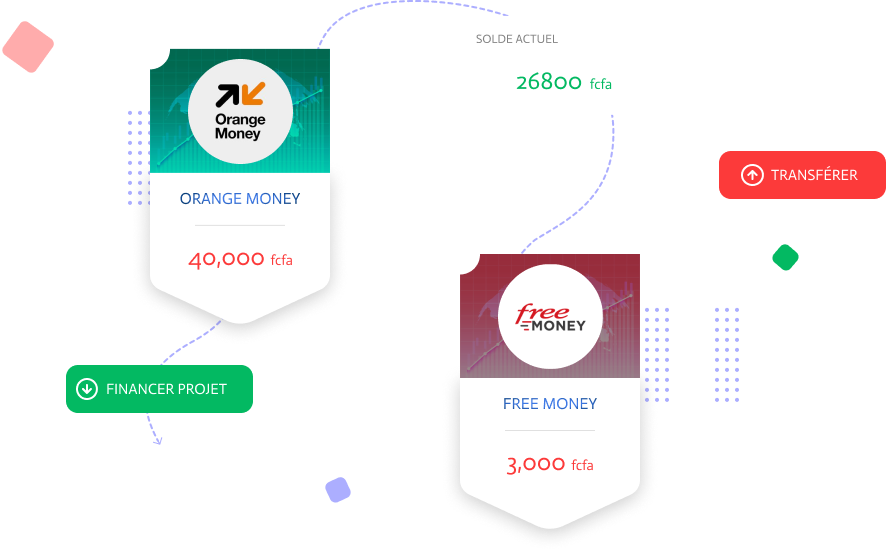 SOLDE ACTUEL
26800 fcfa
Orange
Money
ORANGE MONEY
40,000 fcfa
TRANSFÉRER
free
MONEY
FREE MONEY
3,000 fcfa
FINANCER PROJET